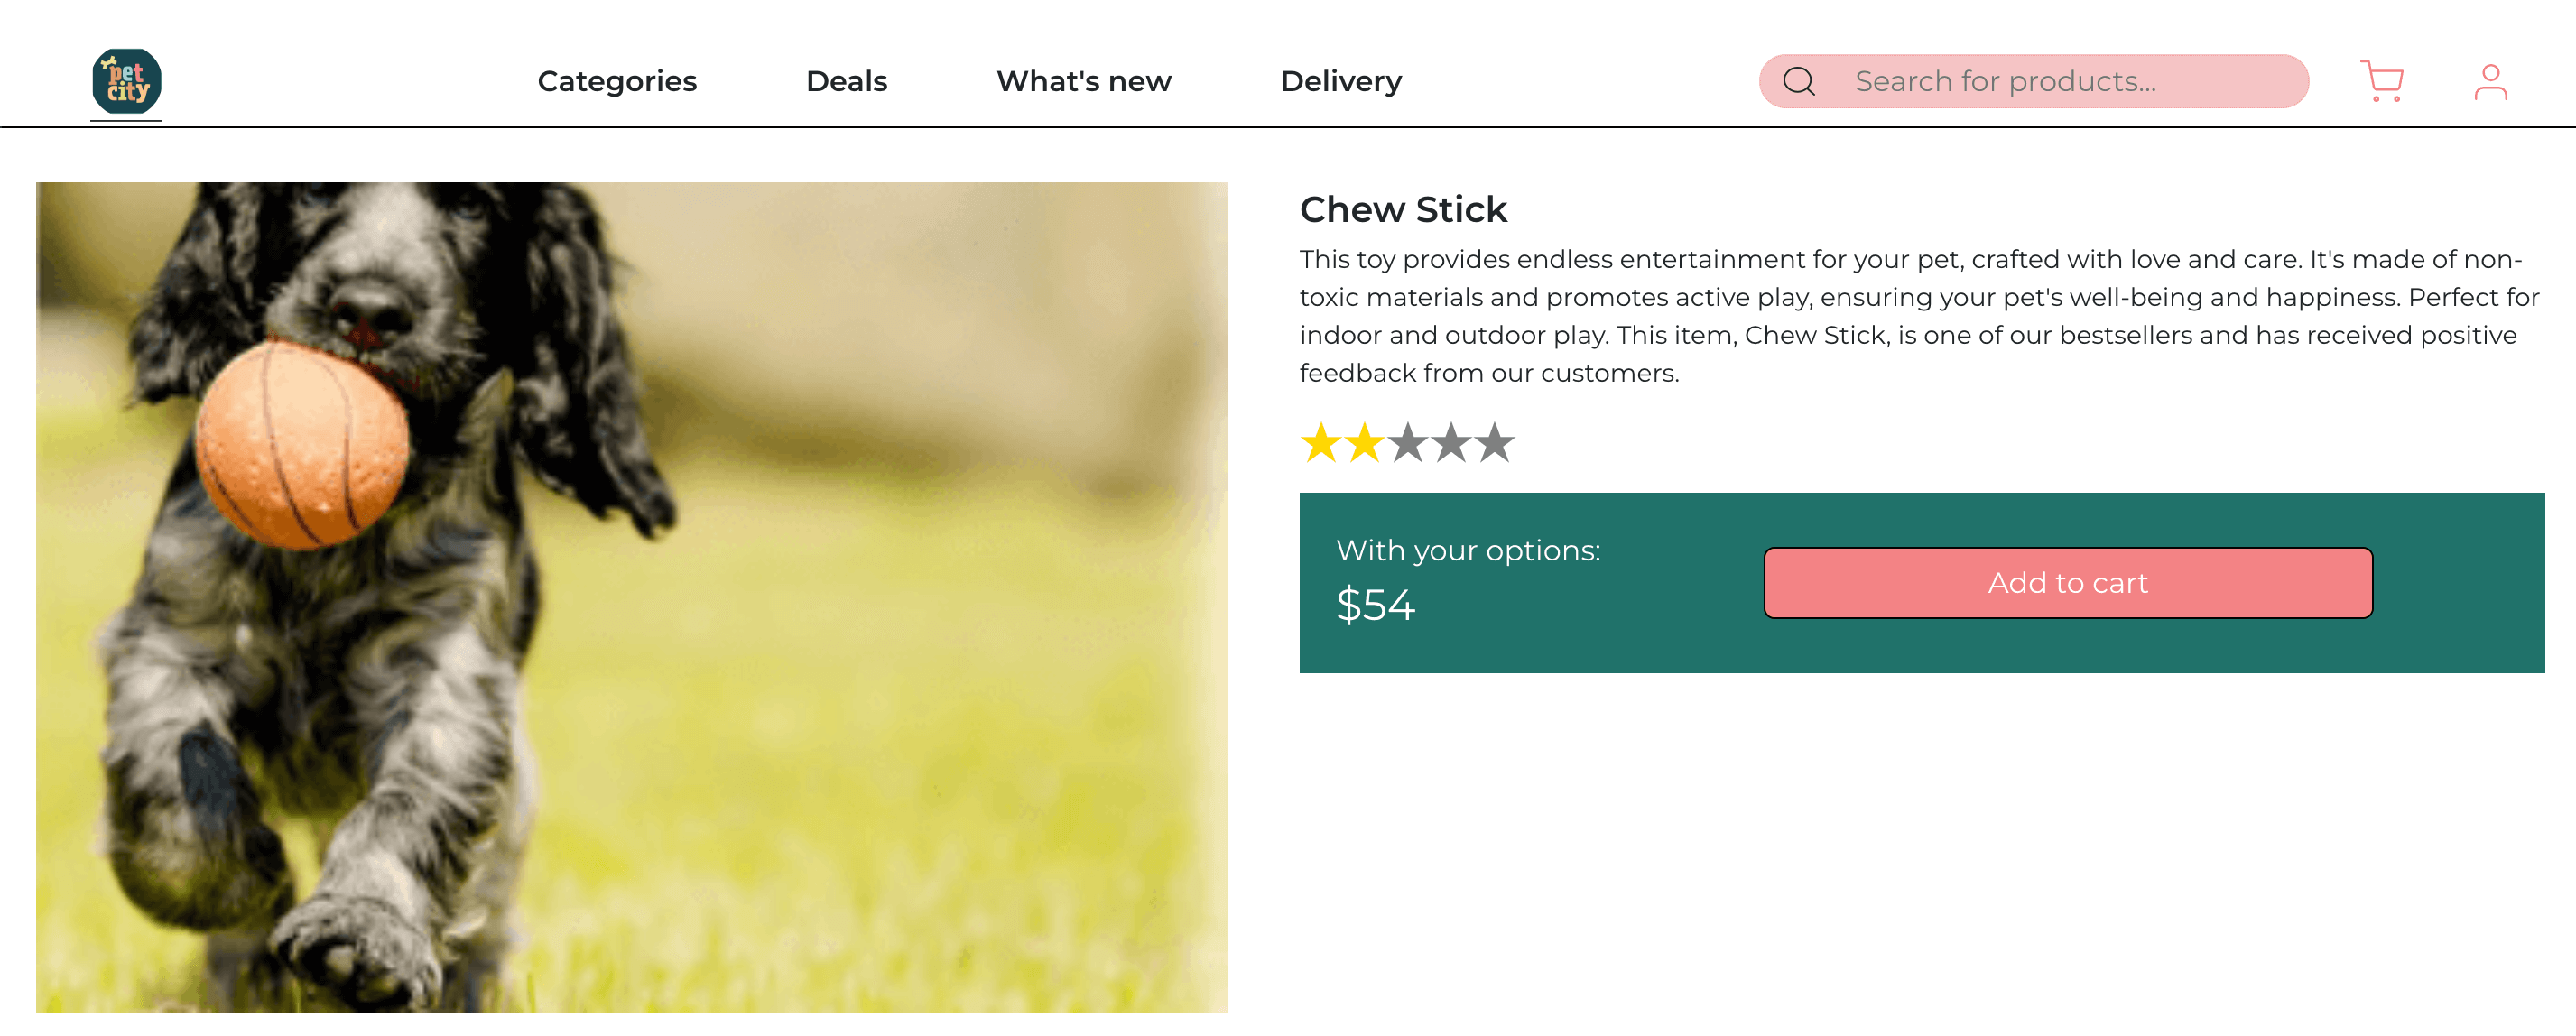 pet
city
Categories
Deals
What's new
Delivery
Search for products...
Chew Stick
This toy provides endless entertainment for your pet, crafted with love and care. It's made of non-
toxic materials and promotes active play, ensuring your pet's well-being and happiness. Perfect for
indoor and outdoor play. This item, Chew Stick, is one of our bestsellers and has received positive
feedback from our customers.
With your options:
$54
Add to cart